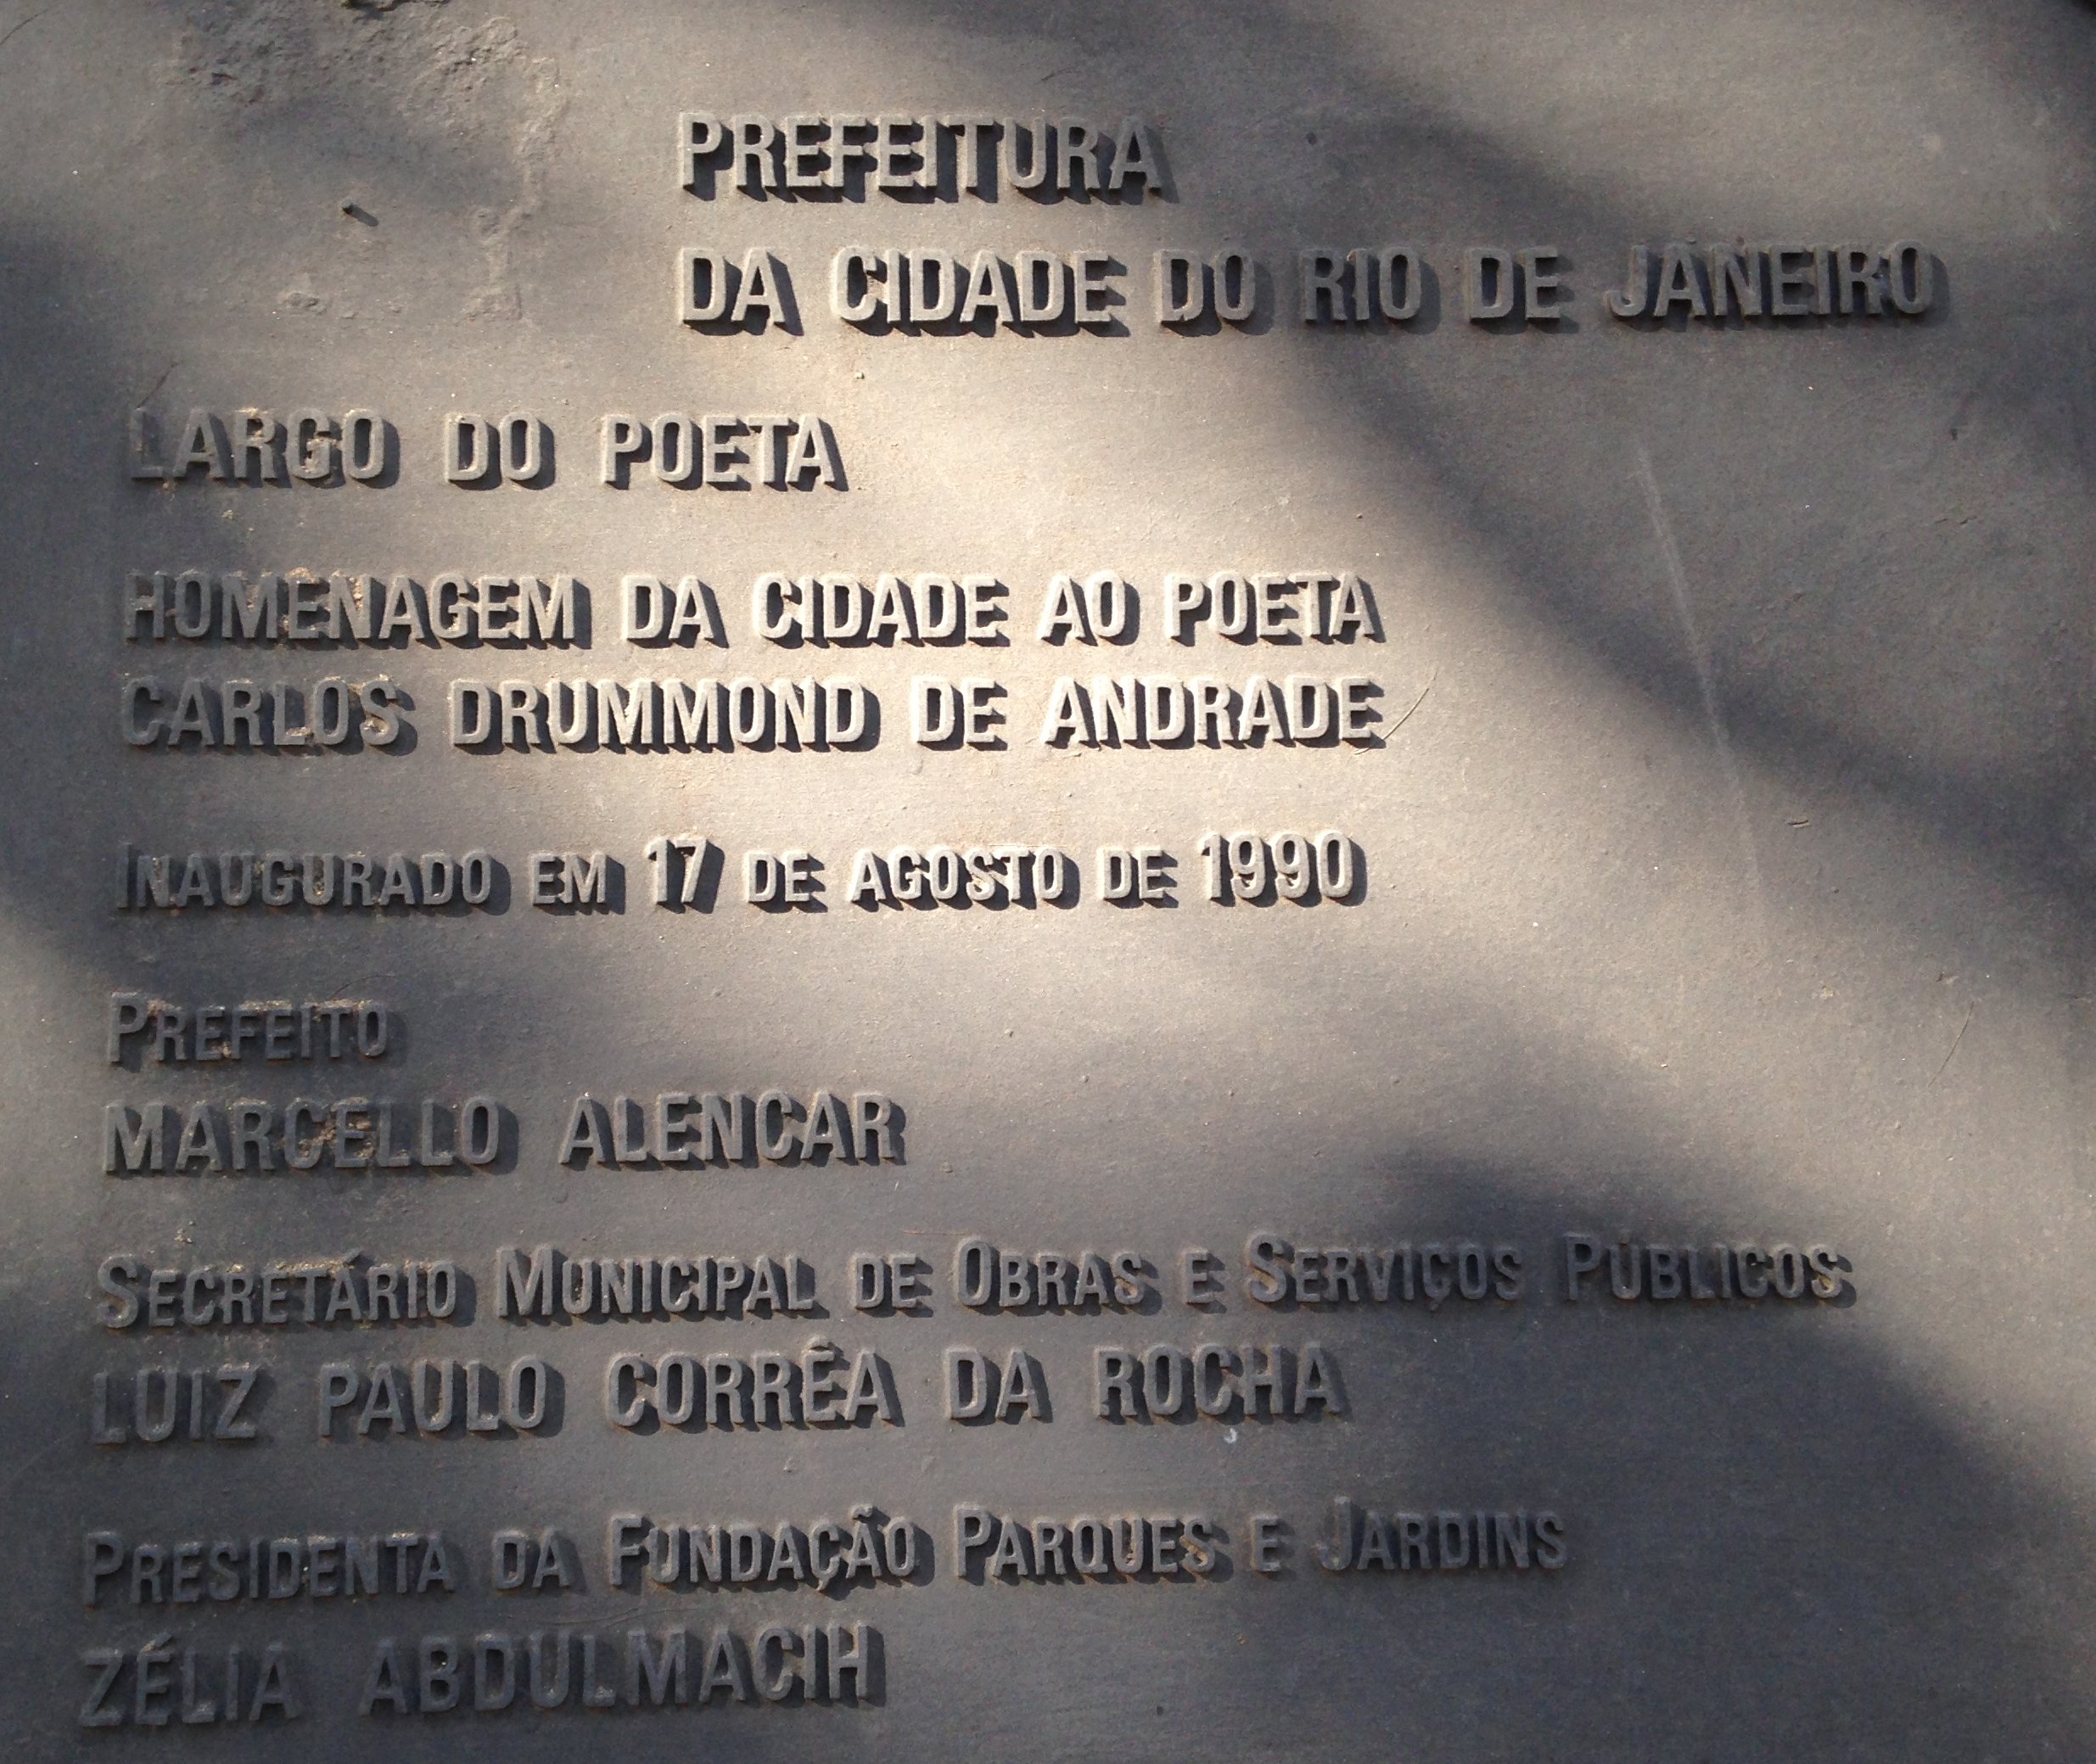 PREFEITURA
DA CIDADE DO RIO DE JANEIRO
LARGO DO POETA
HOMENAGEM DA CIDADE AO POETA
CARLOS DRUMMOND DE ANDRADE
INAUGURADO EM 17 DE AGOSTO DE 1990
PREFEITO
MARCELLO ALENCAR
SECRETÁRIO MUNICIPAL DE OBRAS E SERVIÇOS PÚBLICOS
LUIZ PAULO CORRÊA DA ROCHA
PRESIDENTA DA FUNDAÇÃO PARQUES E JARDINS
ZÉLIA ABDULMACIH